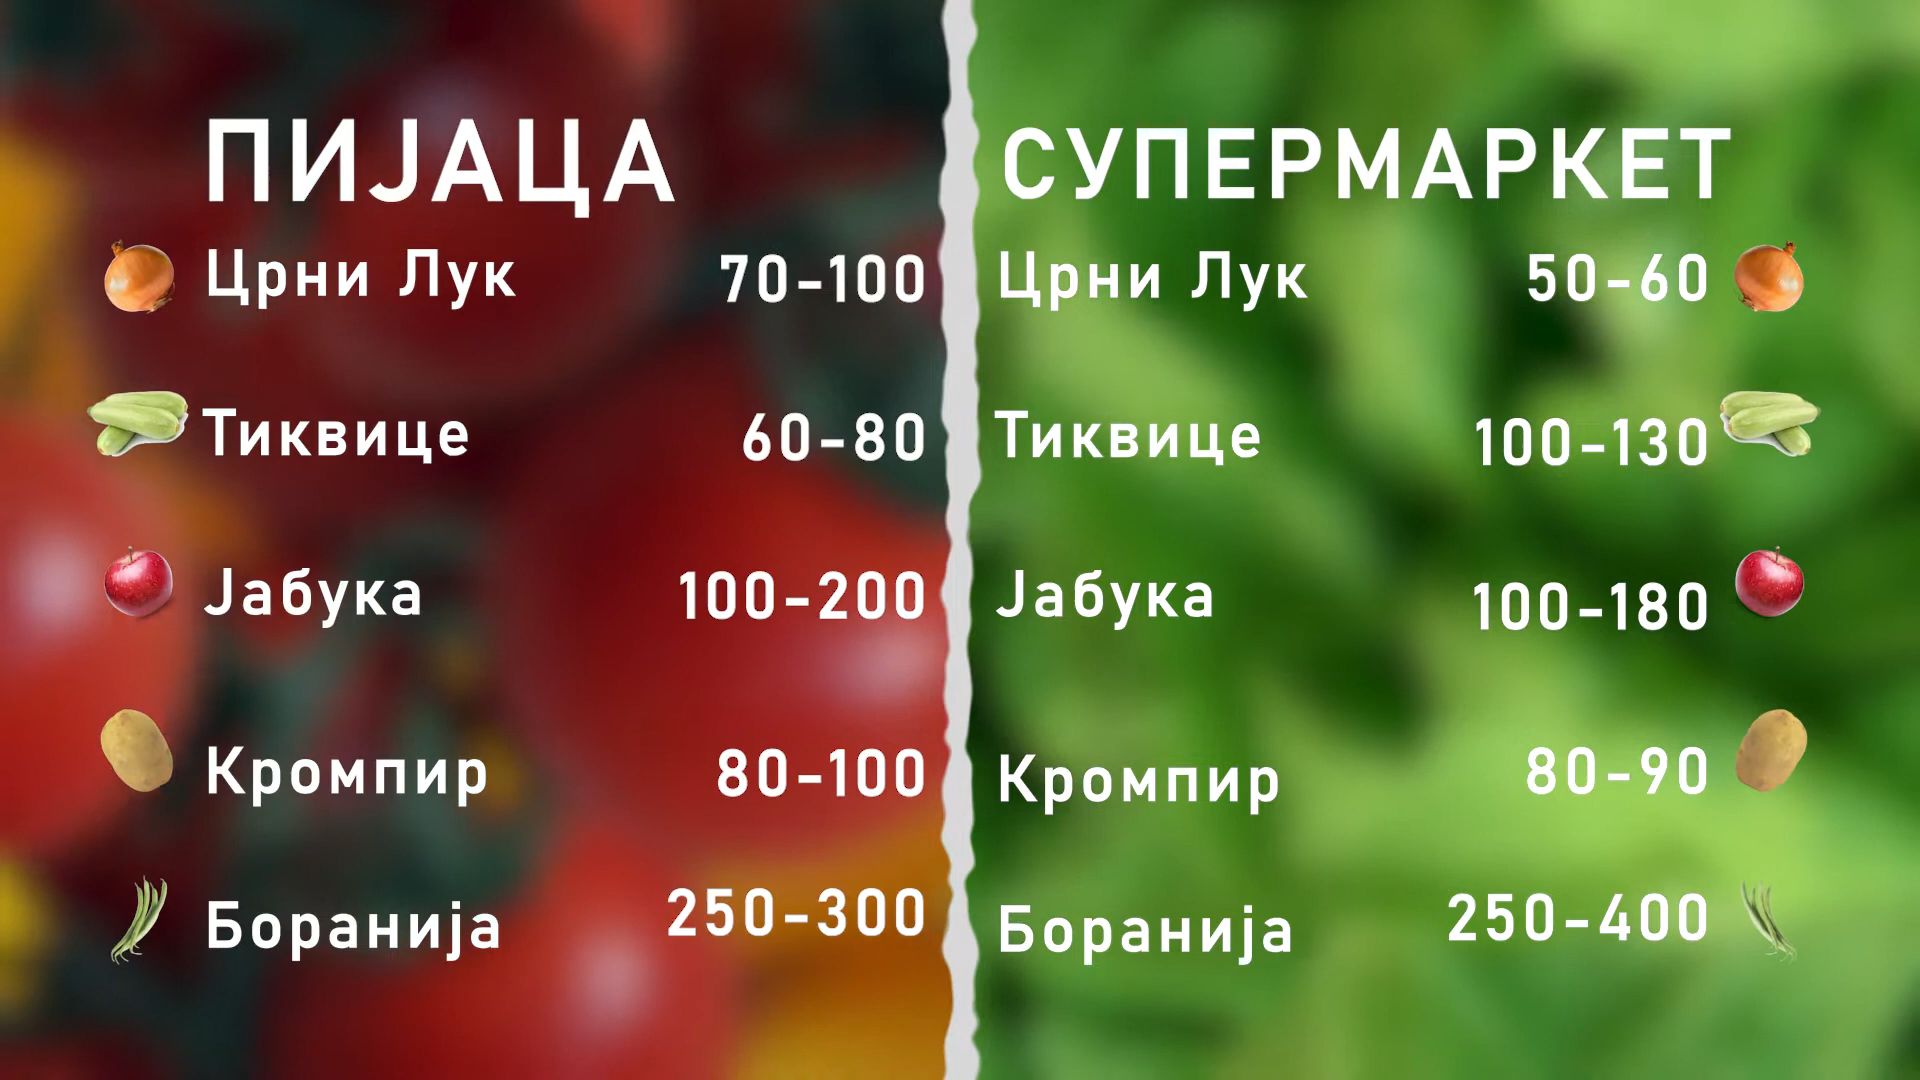 ПИЈАЦА
Црни Лук 70-100
Тиквице 60-80
Јабука 100-200
Кромпир 80-100
Боранија 250-300
СУПЕРМАРКЕТ
Црни Лук 50-60
Тиквице 100-130
Јабука 100-180
Кромпир 80-90
Боранија 250-400